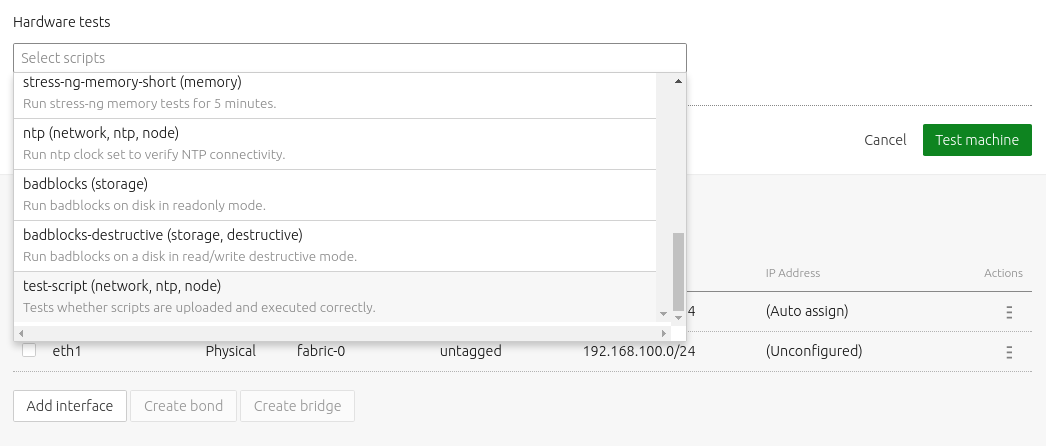 Hardware tests
Select scripts
stress-ng-memory-short (memory)
Run stress-ng memory tests for 5 minutes.
ntp (network, ntp, node)
Run ntp clock set to verify NTP connectivity.
Cancel
Test machine
badblocks (storage)
Run badblocks on disk in readonly mode.
badblocks-destructive (storage, destructive)
Run badblocks on a disk in read/write destructive mode.
IP Address Actions
test-script (network, ntp, node)
Tests whether scripts are uploaded and executed correctly.
4 (Auto assign)
eth1 Physical fabric-0 untagged 192.168.100.0/24 (Unconfigured)
Add interface Create bond Create bridge